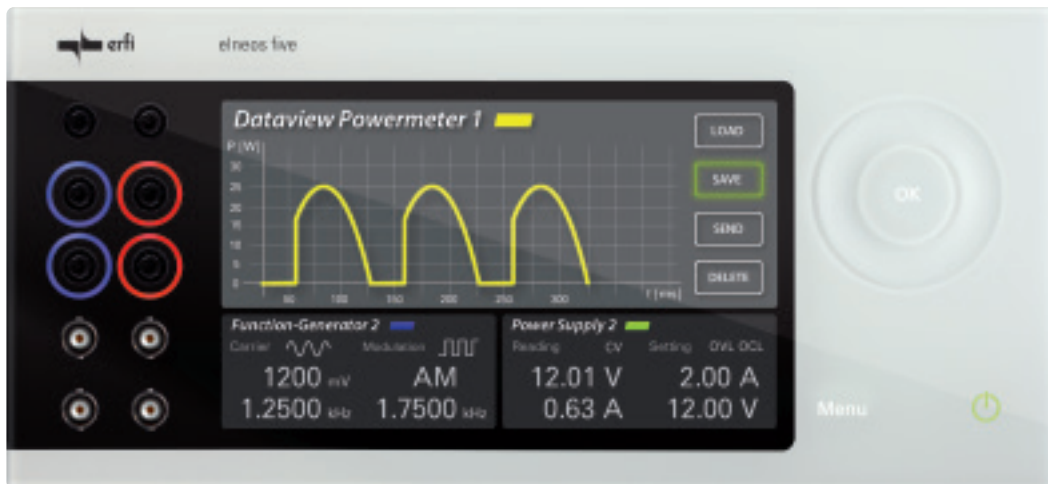 erfi
elneos five
Dataview Powermeter 1
P [W]
LOAD
30
25
SAVE
20
15
SEND
10
5
DELETE
0
50 100 150 200 250 300 t [ms]
Function-Generator 2
Power Supply 2
Carrier Modulation
Reading CV Setting OVL OCL
1200 mV AM
12.01 V 2.00 A
1.2500 kHz 1.7500 kHz
0.63 A 12.00 V
OK
Menu